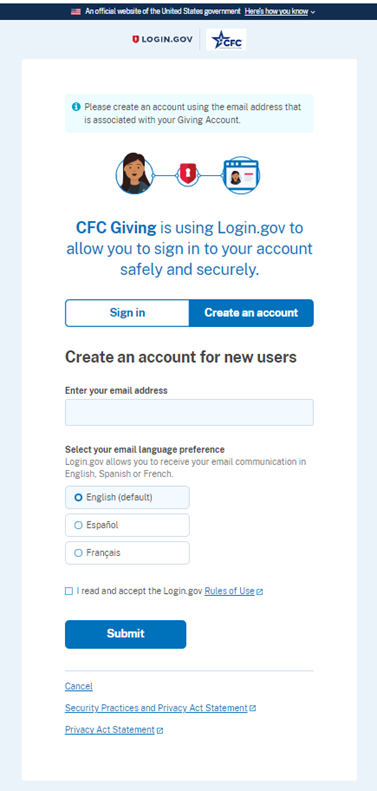 An official website of the United States government Here's how you know
LOGIN.GOV CFC
Please create an account using the email address that
is associated with your Giving Account.
CFC Giving is using Login.gov to
allow you to sign in to your account
safely and securely.
Sign in Create an account
Create an account for new users
Enter your email address
Select your email language preference
Login.gov allows you to receive your email communication in
English, Spanish or French.
English (default)
Español
Français
I read and accept the Login.gov Rules of Use
Submit
Cancel
Security Practices and Privacy Act Statement
Privacy Act Statement